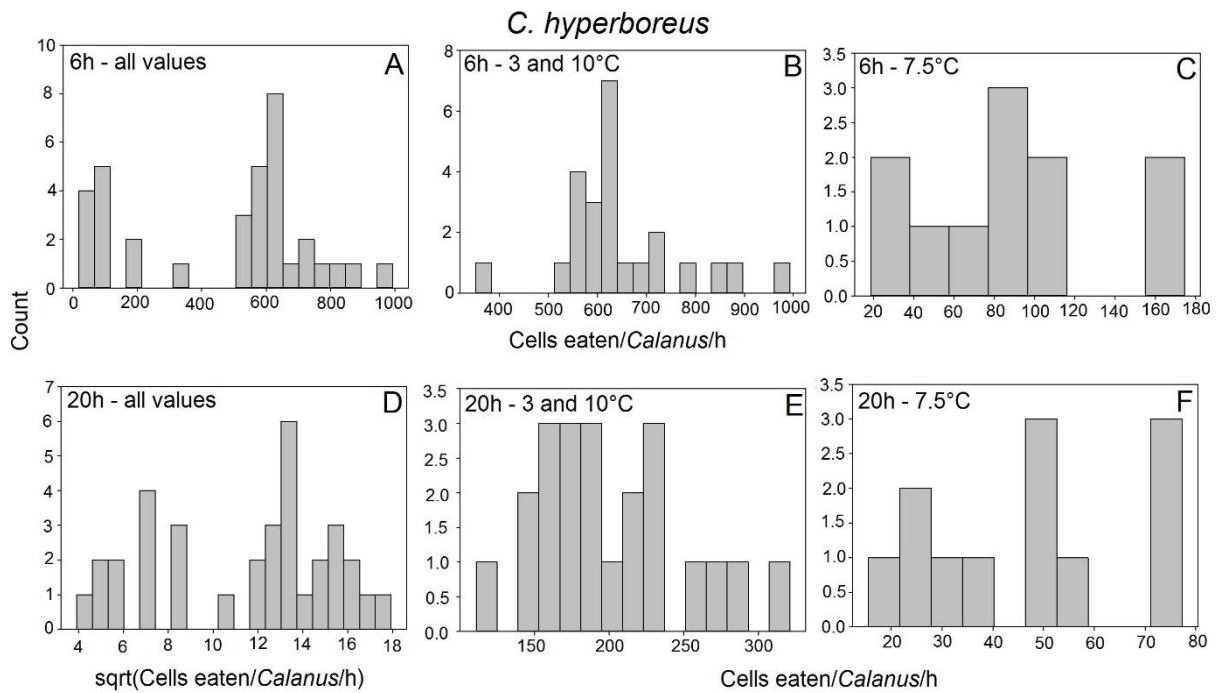 C. hyperboreus
Count
6h - all values
A
10
8
6
4
2
0
0 200 400 600 800 1000
6h - 3 and 10°C
B
8
6
4
2
0
400 500 600 700 800 900 1000
Cells eaten/Calanus/h
6h - 7.5°C
C
3.5
3.0
2.5
2.0
1.5
1.0
0.5
0.0
20 40 60 80 100 120 140 160 180
20h - all values
D
7
6
5
4
3
2
1
0
4 6 8 10 12 14 16 18
sqrt(Cells eaten/Calanus/h)
20h - 3 and 10°C
E
3.5
3.0
2.5
2.0
1.5
1.0
0.5
0.0
150 200 250 300
20h - 7.5°C
F
3.5
3.0
2.5
2.0
1.5
1.0
0.5
0.0
20 30 40 50 60 70 80
Cells eaten/Calanus/h